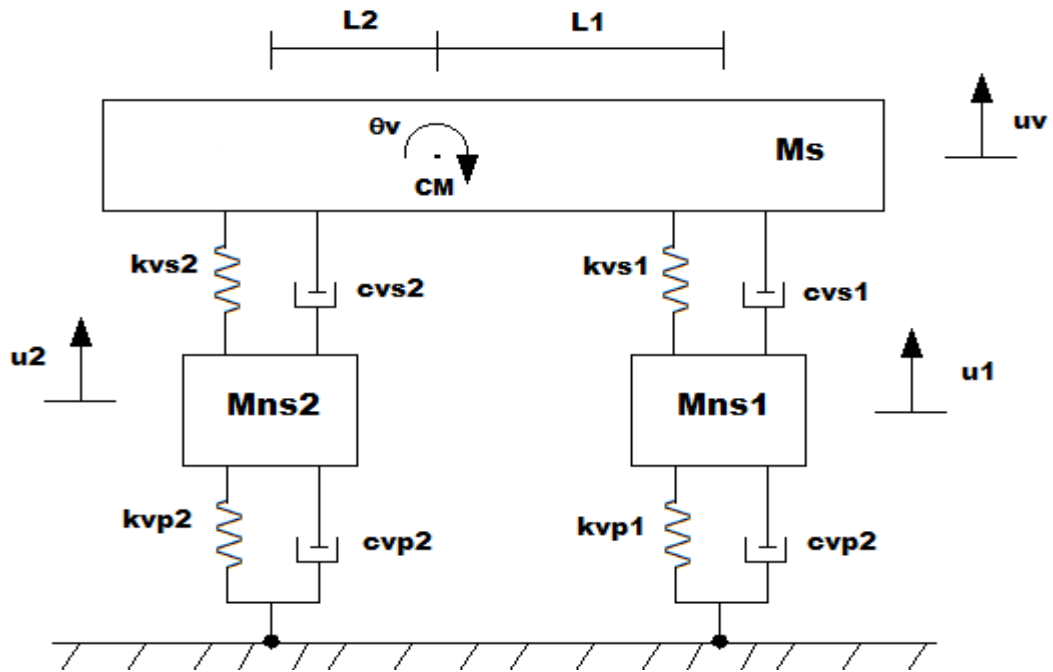 L2
L1
θv
uv
Ms
CM
kvs2
cvs2
kvs1
cvs1
u2
u1
Mns2
Mns1
kvp2
cvp2
kvp1
cvp2